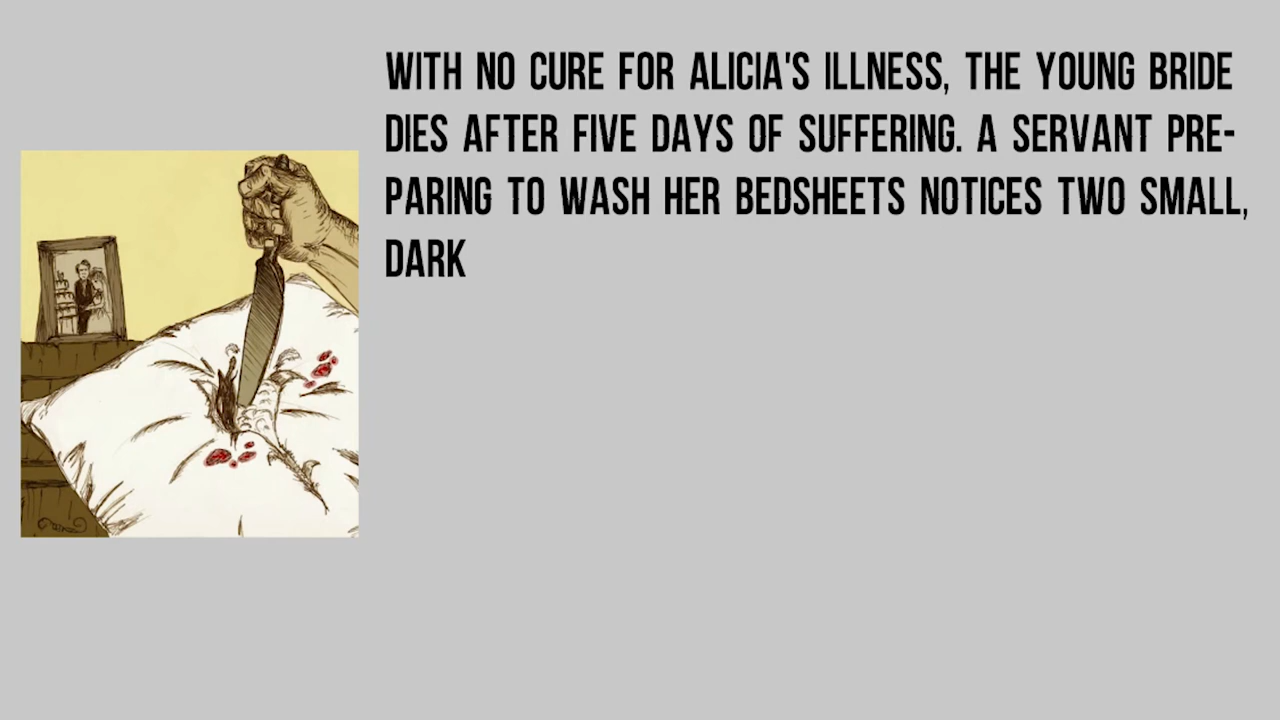 WITH NO CURE FOR ALICIA'S ILLNESS, THE YOUNG BRIDE
DIES AFTER FIVE DAYS OF SUFFERING. A SERVANT PRE-
PARING TO WASH HER BEDSHEETS NOTICES TWO SMALL,
DARK